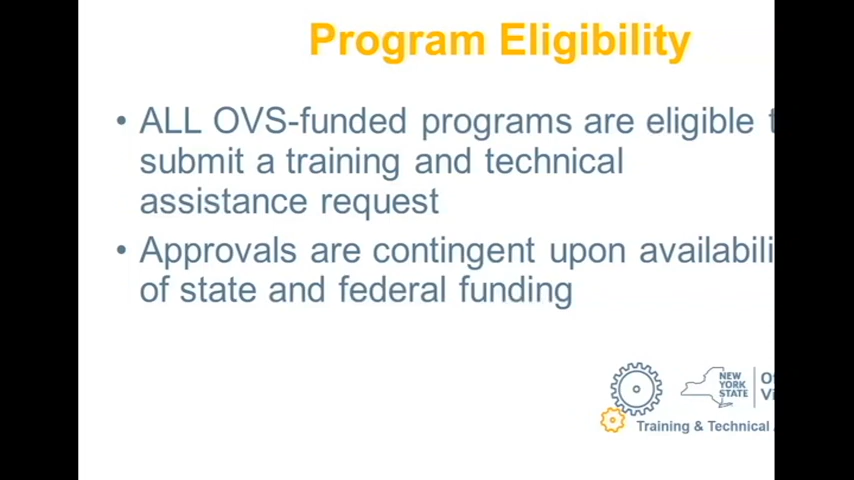 Program Eligibility
• ALL OVS-funded programs are eligible
submit a training and technical
assistance request
• Approvals are contingent upon availabili
of state and federal funding
NEW
YORK
STATE
Training & Technical